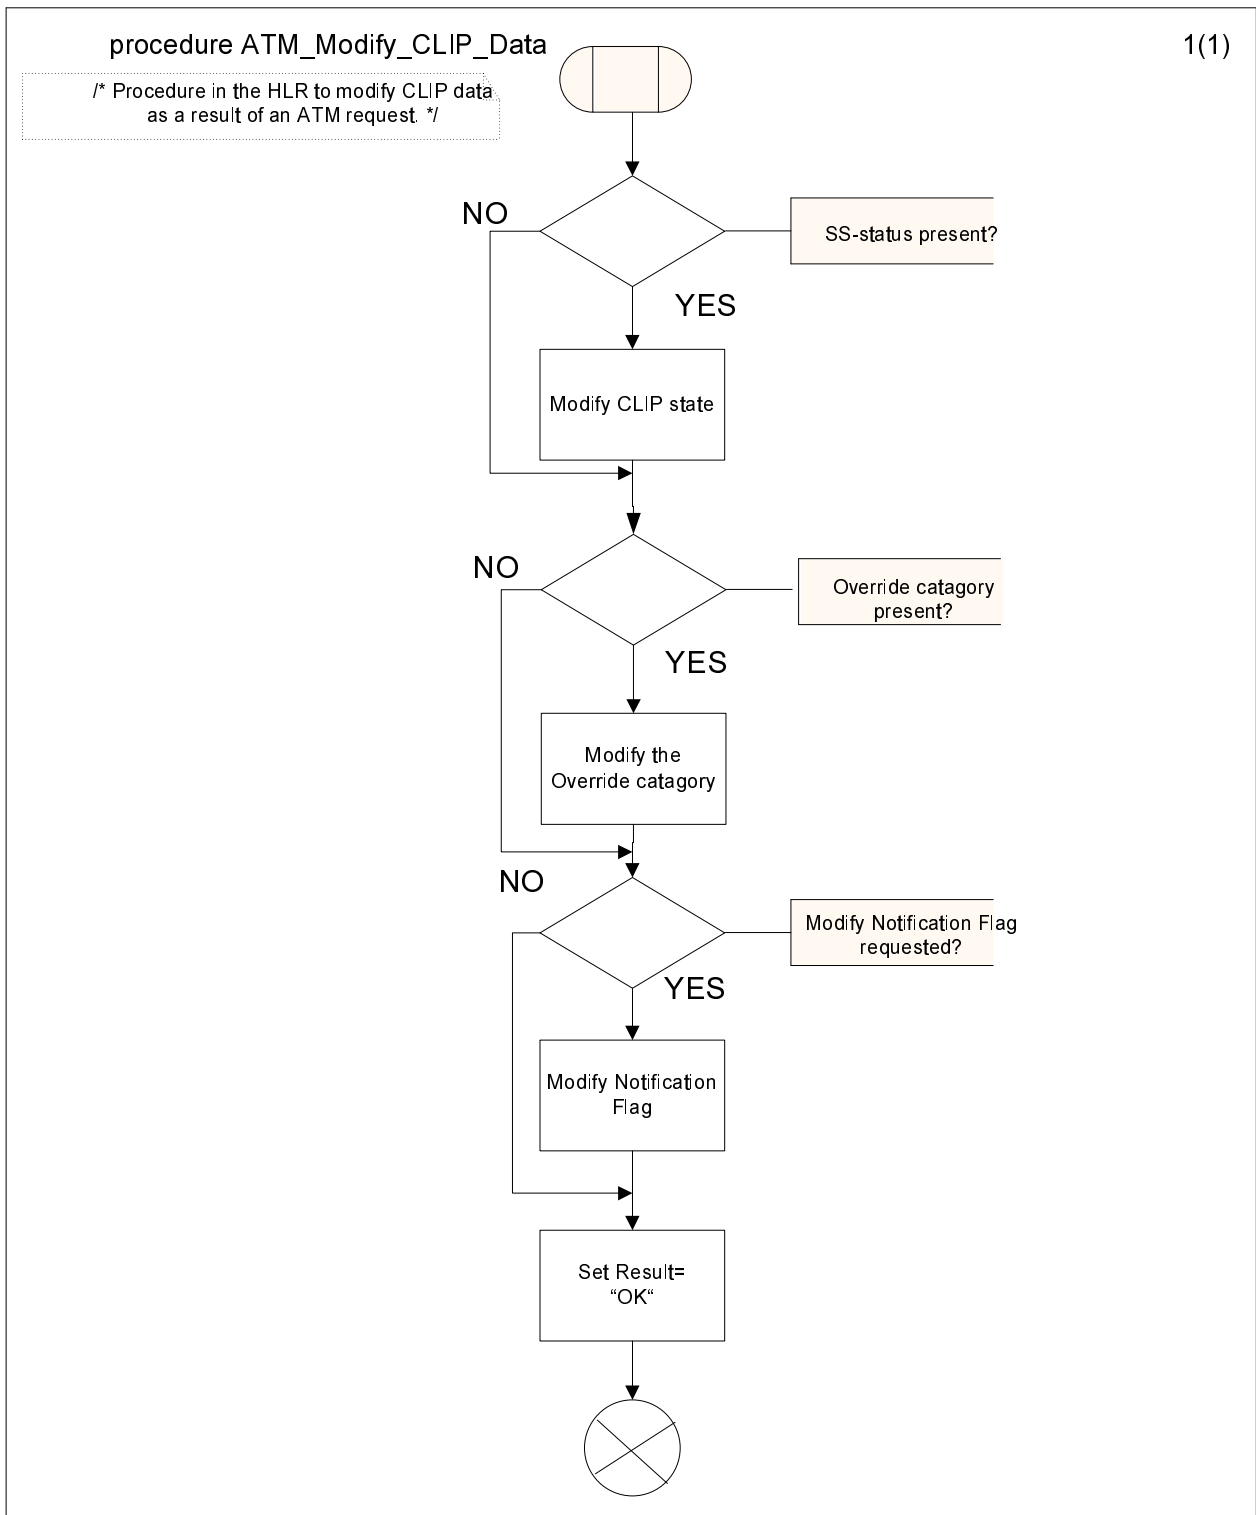 procedure ATM_Modify_CLIP_Data
1(1)
/* Procedure in the HLR to modify CLIP data
as a result of an ATM request. */
NO
SS-status present?
YES
Modify CLIP state
NO
Override catagory
present?
YES
Modify the
Override catagory
NO
Modify Notification Flag
requested?
YES
Modify Notification
Flag
Set Result=
“OK“